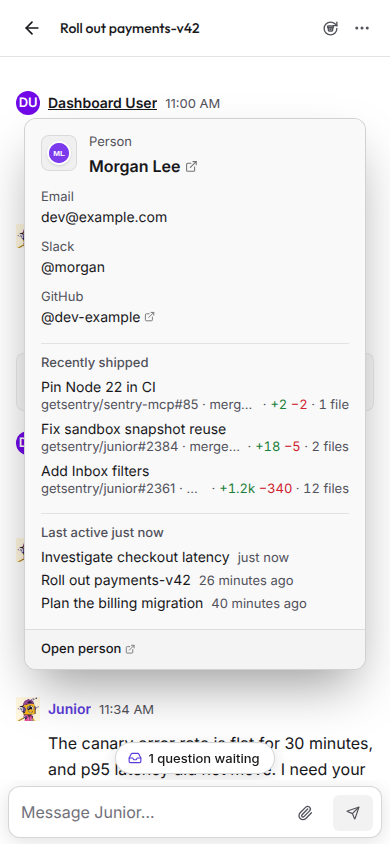 Roll out payments-v42
DU Dashboard User 11:00 AM
Person
ML Morgan Lee
Email
dev@example.com
Slack
@morgan
GitHub
@dev-example
Recently shipped
Pin Node 22 in CI
getsentry/sentry-mcp#85 · merg... · +2 −2 · 1 file
Fix sandbox snapshot reuse
getsentry/junior#2384 · merge... · +18 −5 · 2 files
Add Inbox filters
getsentry/junior#2361 · ... · +1.2k −340 · 12 files
Last active just now
Investigate checkout latency just now
Roll out payments-v42 26 minutes ago
Plan the billing migration 40 minutes ago
Open person
Junior 11:34 AM
The canary error rate is flat for 30 minutes,
1 question waiting
and p95 latency did not move. I need your
Message Junior...